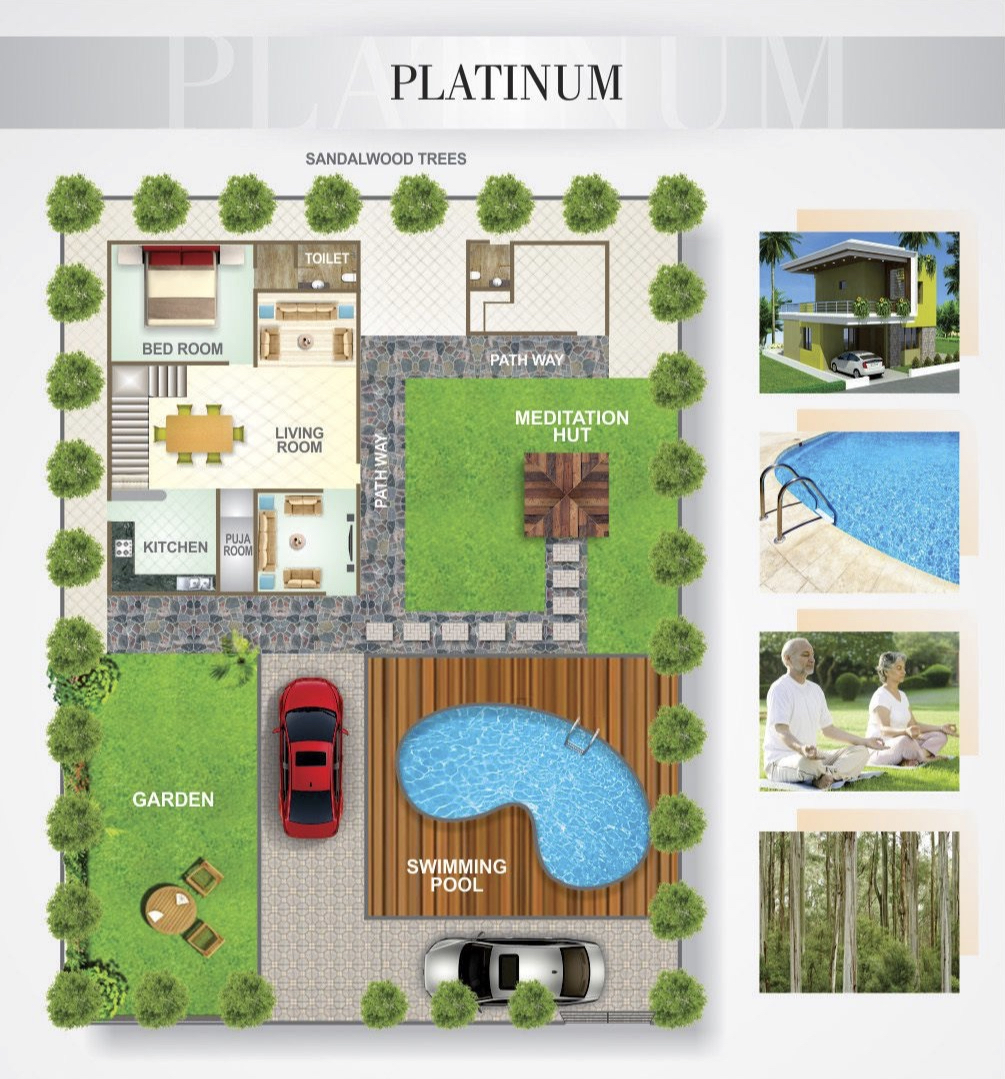 PLATINUM
PLATINUM
SANDALWOOD TREES
TOILET
BED ROOM
PATH WAY
MEDITATION
HUT
LIVING
ROOM
PATH WAY
KITCHEN
PUJA
ROOM
GARDEN
SWIMMING
POOL